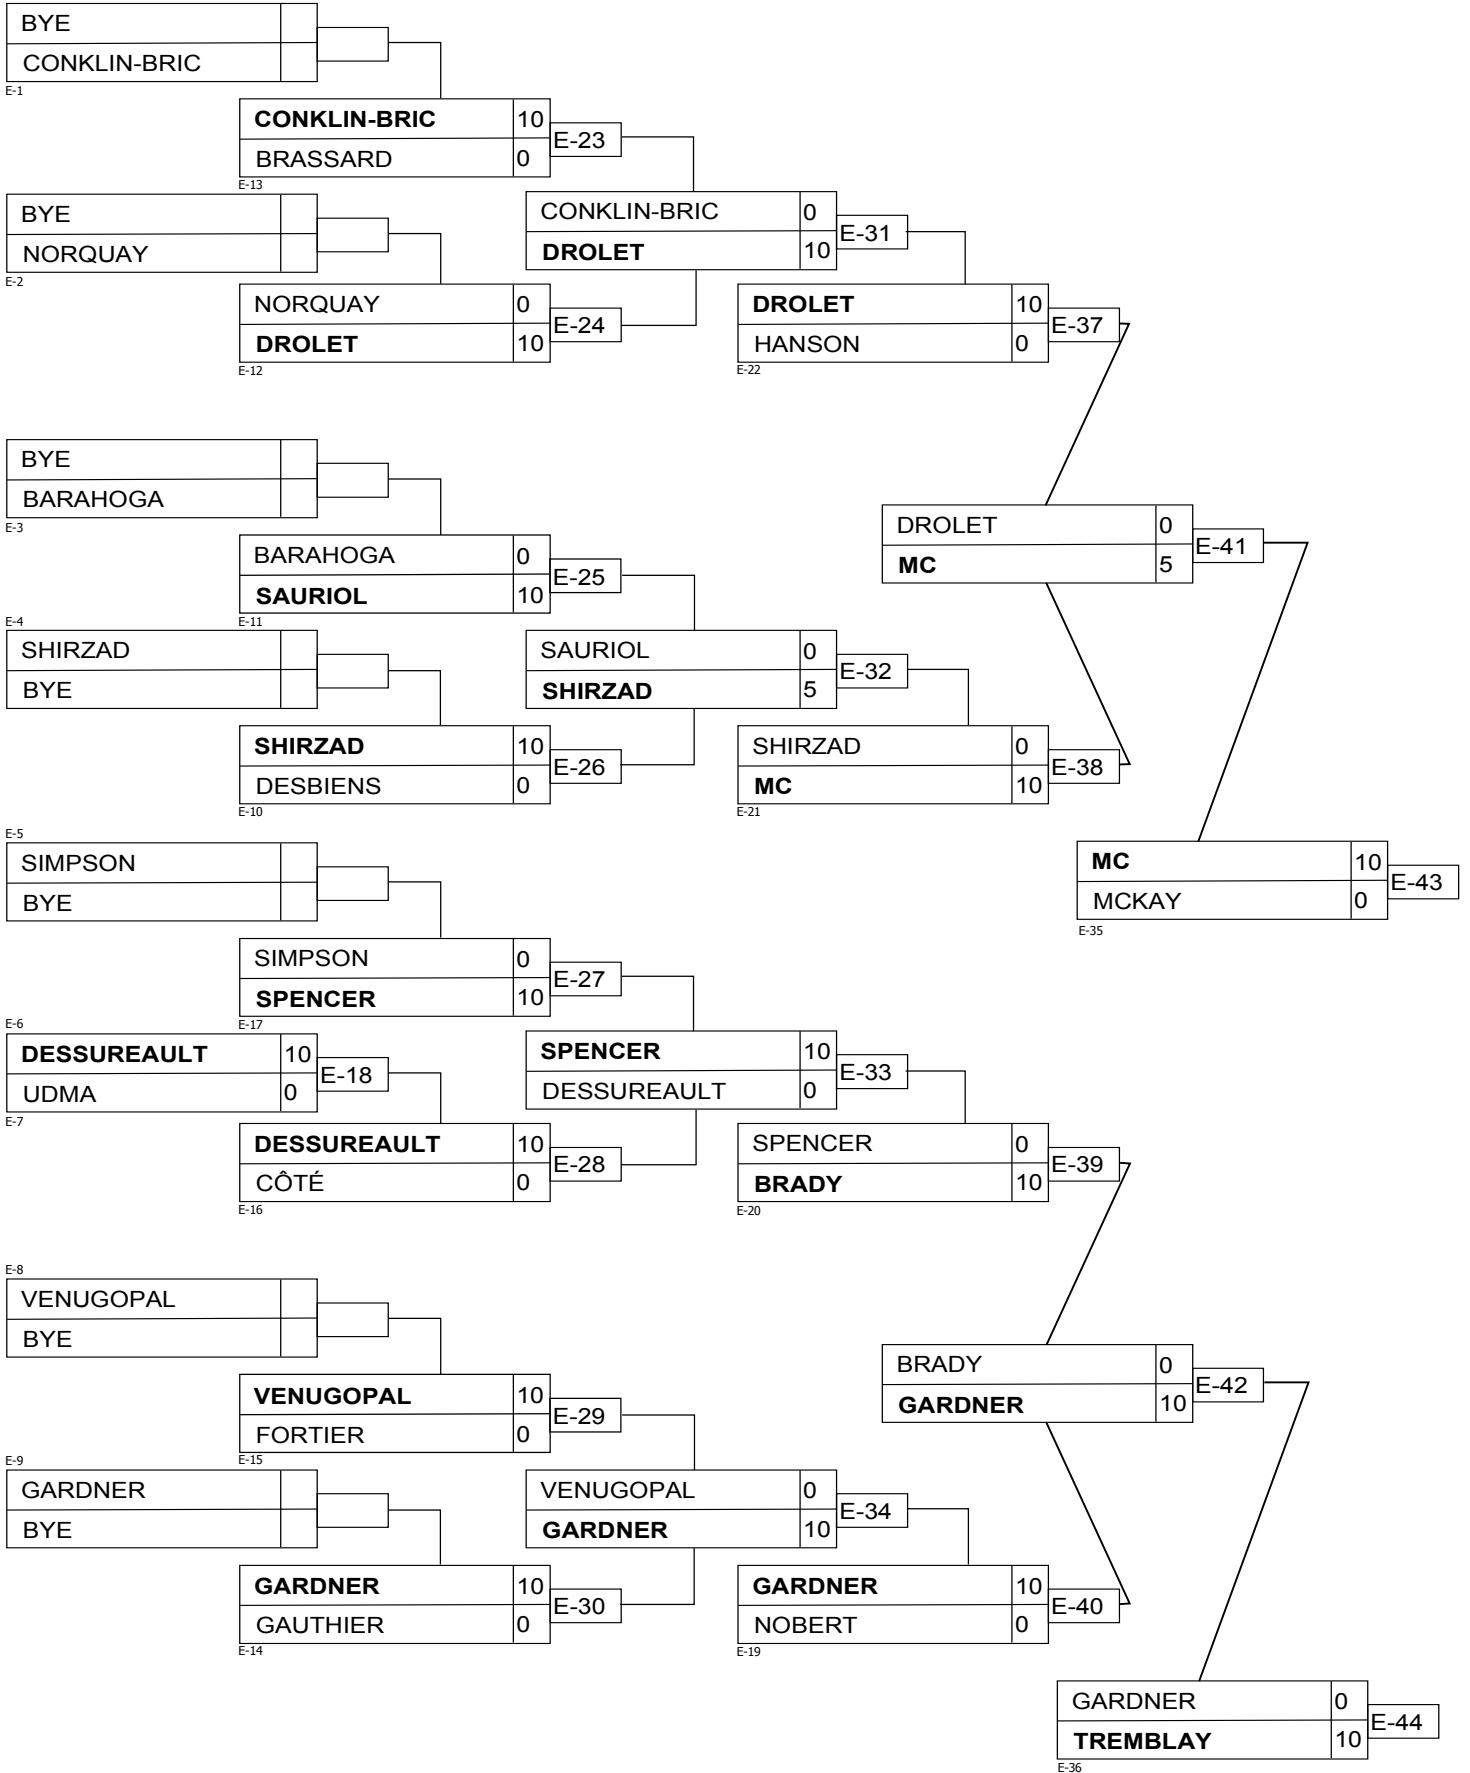 BYE
CONKLIN-BRIC
E-1
CONKLIN-BRIC 10
BRASSARD 0
E-23
E-13
BYE
NORQUAY
E-2
CONKLIN-BRIC 0
DROLET 10
E-31
NORQUAY 0
DROLET 10
E-24
E-12
DROLET 10
HANSON 0
E-37
E-22
BYE
BARAHOGA
E-3
DROLET 0
MC 5
E-41
BARAHOGA 0
SAURIOL 10
E-25
E-11
E-4
SHIRZAD
BYE
SAURIOL 0
SHIRZAD 5
E-32
SHIRZAD 10
DESBIENS 0
E-26
E-10
SHIRZAD 0
MC 10
E-38
E-21
E-5
SIMPSON
BYE
MC 10
MCKAY 0
E-43
E-35
SIMPSON 0
SPENCER 10
E-27
E-17
E-6
DESSUREAULT 10
UDMA 0
E-18
E-7
SPENCER 10
DESSUREAULT 0
E-33
DESSUREAULT 10
CÔTÉ 0
E-28
E-16
SPENCER 0
BRADY 10
E-39
E-20
E-8
VENUGOPAL
BYE
BRADY 0
GARDNER 10
E-42
VENUGOPAL 10
FORTIER 0
E-29
E-15
E-9
GARDNER
BYE
VENUGOPAL 0
GARDNER 10
E-34
GARDNER 10
GAUTHIER 0
E-30
E-14
GARDNER 10
NOBERT 0
E-40
E-19
GARDNER 0
TREMBLAY 10
E-44
E-36